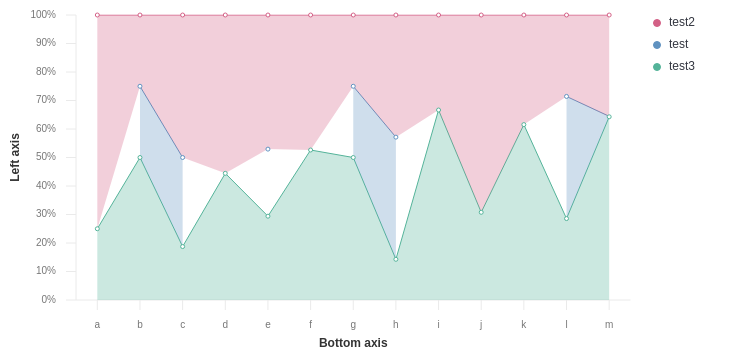 100%
90%
80%
70%
60%
50%
40%
30%
20%
10%
0%
Left axis
a b c d e f g h i j k l m
Bottom axis
test2
test
test3